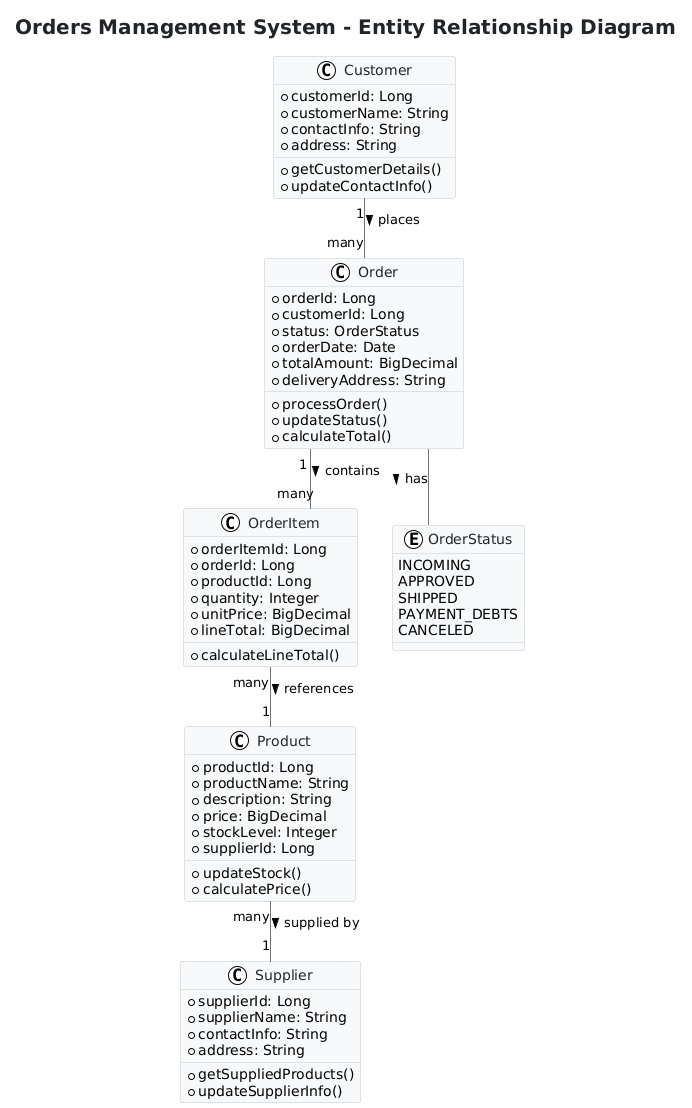 Orders Management System - Entity Relationship Diagram
C Customer
customerId: Long
customerName: String
contactInfo: String
address: String
getCustomerDetails()
updateContactInfo()
1
places
many
C Order
orderId: Long
customerId: Long
status: OrderStatus
orderDate: Date
totalAmount: BigDecimal
deliveryAddress: String
processOrder()
updateStatus()
calculateTotal()
1
contains
many
has
C OrderItem
orderItemId: Long
orderId: Long
productId: Long
quantity: Integer
unitPrice: BigDecimal
lineTotal: BigDecimal
calculateLineTotal()
E OrderStatus
INCOMING
APPROVED
SHIPPED
PAYMENT_DEBTS
CANCELED
many
references
1
C Product
productId: Long
productName: String
description: String
price: BigDecimal
stockLevel: Integer
supplierId: Long
updateStock()
calculatePrice()
many
supplied by
1
C Supplier
supplierId: Long
supplierName: String
contactInfo: String
address: String
getSuppliedProducts()
updateSupplierInfo()